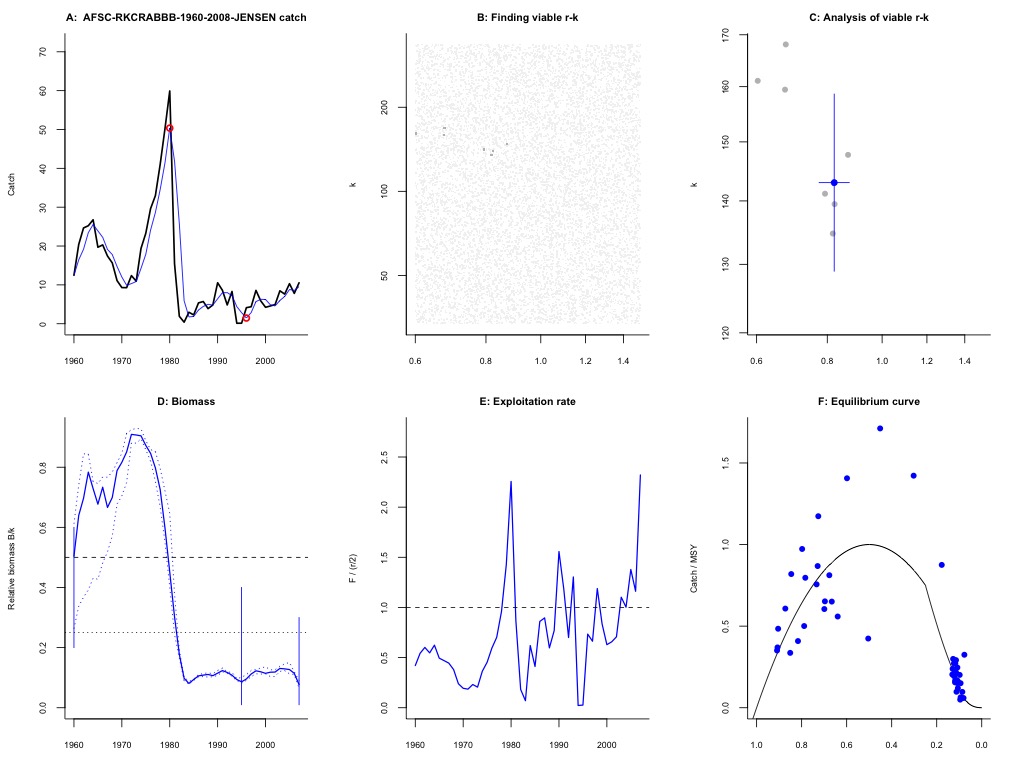 A: AFSC-RKCRABBB-1960-2008-JENSEN catch
Catch
0 10 20 30 40 50 60 70
1960 1970 1980 1990 2000
B: Finding viable r-k
k
50 100 200
0.6 0.8 1.0 1.2 1.4
C: Analysis of viable r-k
k
120 130 140 150 160 170
0.6 0.8 1.0 1.2 1.4
D: Biomass
Relative biomass B/k
0.0 0.2 0.4 0.6 0.8
1960 1970 1980 1990 2000
E: Exploitation rate
F / (r/2)
0.0 0.5 1.0 1.5 2.0 2.5
1960 1970 1980 1990 2000
F: Equilibrium curve
Catch / MSY
0.0 0.5 1.0 1.5
1.0 0.8 0.6 0.4 0.2 0.0